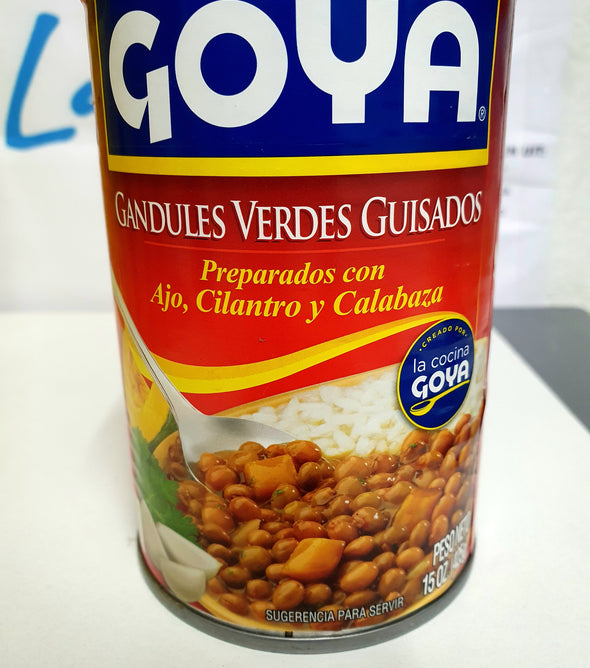 GOYA®
GANDULES VERDES GUISADOS
Preparados con
Ajo, Cilantro y Calabaza
CREADO POR
la cocina
GOYA
PESO NETO
15 OZ
SUGERENCIA PARA SERVIR